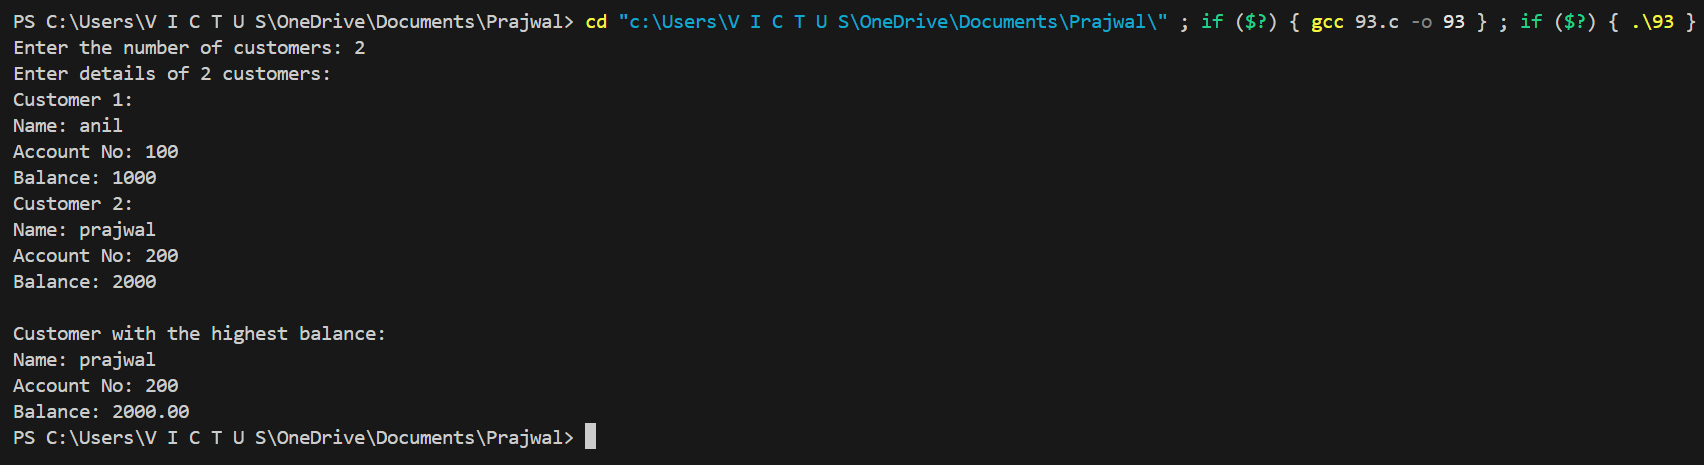 PS C:\Users\V I C T U S\OneDrive\Documents\Prajwal> cd "c:\Users\V I C T U S\OneDrive\Documents\Prajwal\" ; if ($?) { gcc 93.c -o 93 } ; if ($?) { .\93 }
Enter the number of customers: 2
Enter details of 2 customers:
Customer 1:
Name: anil
Account No: 100
Balance: 1000
Customer 2:
Name: prajwal
Account No: 200
Balance: 2000

Customer with the highest balance:
Name: prajwal
Account No: 200
Balance: 2000.00
PS C:\Users\V I C T U S\OneDrive\Documents\Prajwal>